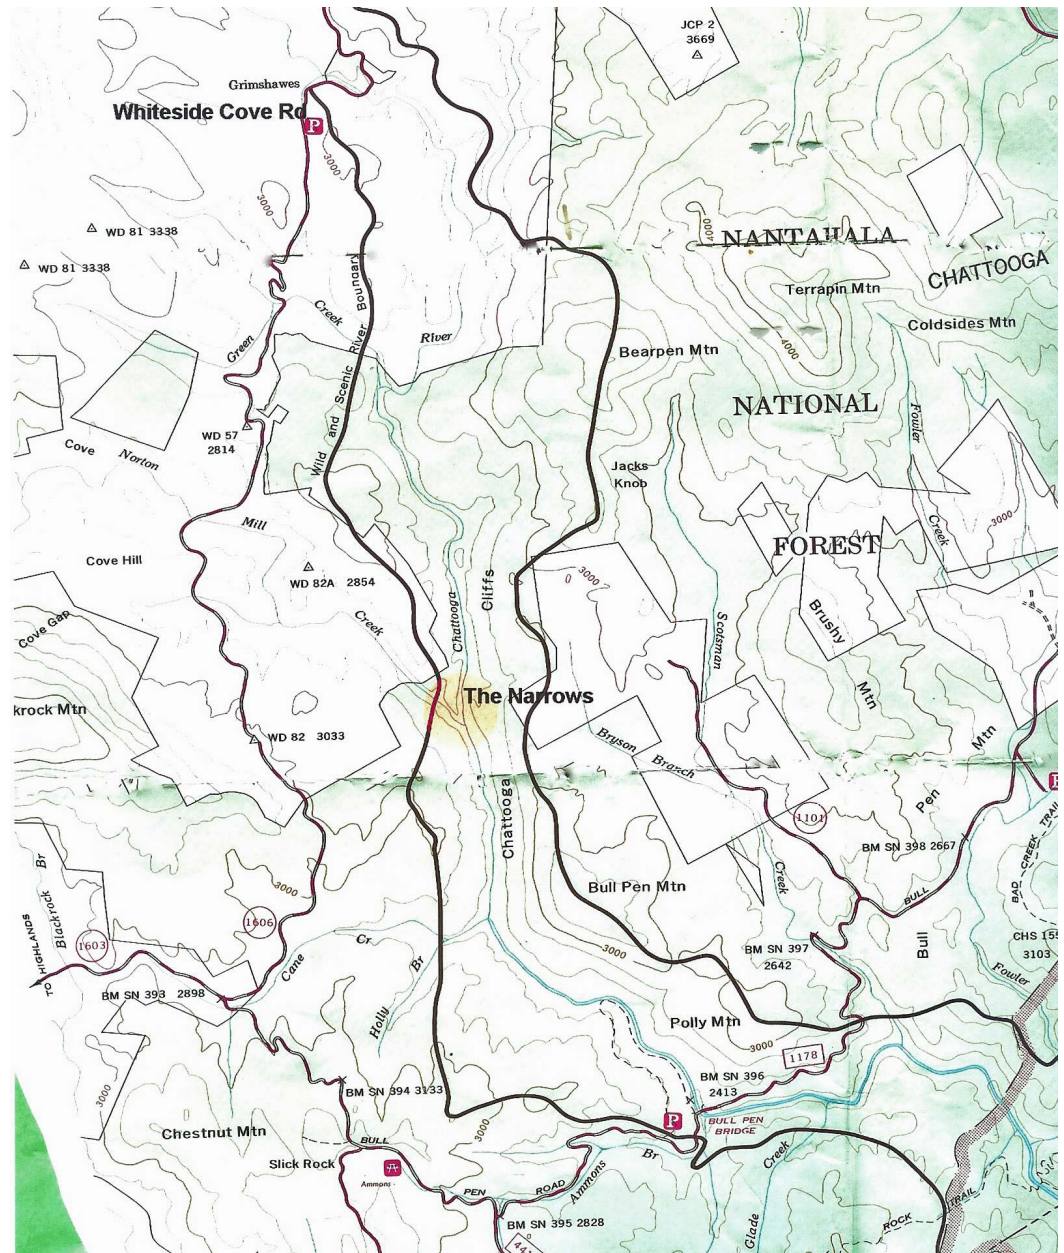 JCP 2
3669
Grimshawes
Whiteside Cove Rd
P
3000
3000
WD 81 3338
WD 81 3338
4000
NANTAHALA
CHATTOOGA
Terrapin Mtn
Coldsides Mtn
4000
Wild and Scenic River Boundary
Creek
Green
River
Bearpen Mtn
NATIONAL
Fowler
Creek
WD 57
2814
Cove
Norton
Jacks
Knob
Mill
Creek
3000
Cove Hill
WD 82A 2854
Cliffs
Chattooga
3000
FOREST
Scotsman
Brushy
Mtn
Cove Gap
krock Mtn
The Narrows
WD 82 3033
Bryson
Branch
Mtn
Pen
Bull
P
Chattooga
1101
BM SN 398 2667
BAD CREEK TRAIL
Blackrock Br
3000
Bull Pen Mtn
Creek
BULL
TO HIGHLANDS
1603
1606
Cr
Cane
Br
Holly
3000
BM SN 397
2642
CHS 155
3103
Fowler
BM SN 393 2898
Polly Mtn
3000
1178
BM SN 396
2413
3000
BM SN 394 3133
P
BULL PEN
BRIDGE
3000
Chestnut Mtn
BULL
Slick Rock
Ammons
PEN
ROAD
Ammons
Br
Creek
Glade
BM SN 395 2828
ROCK
TRAIL